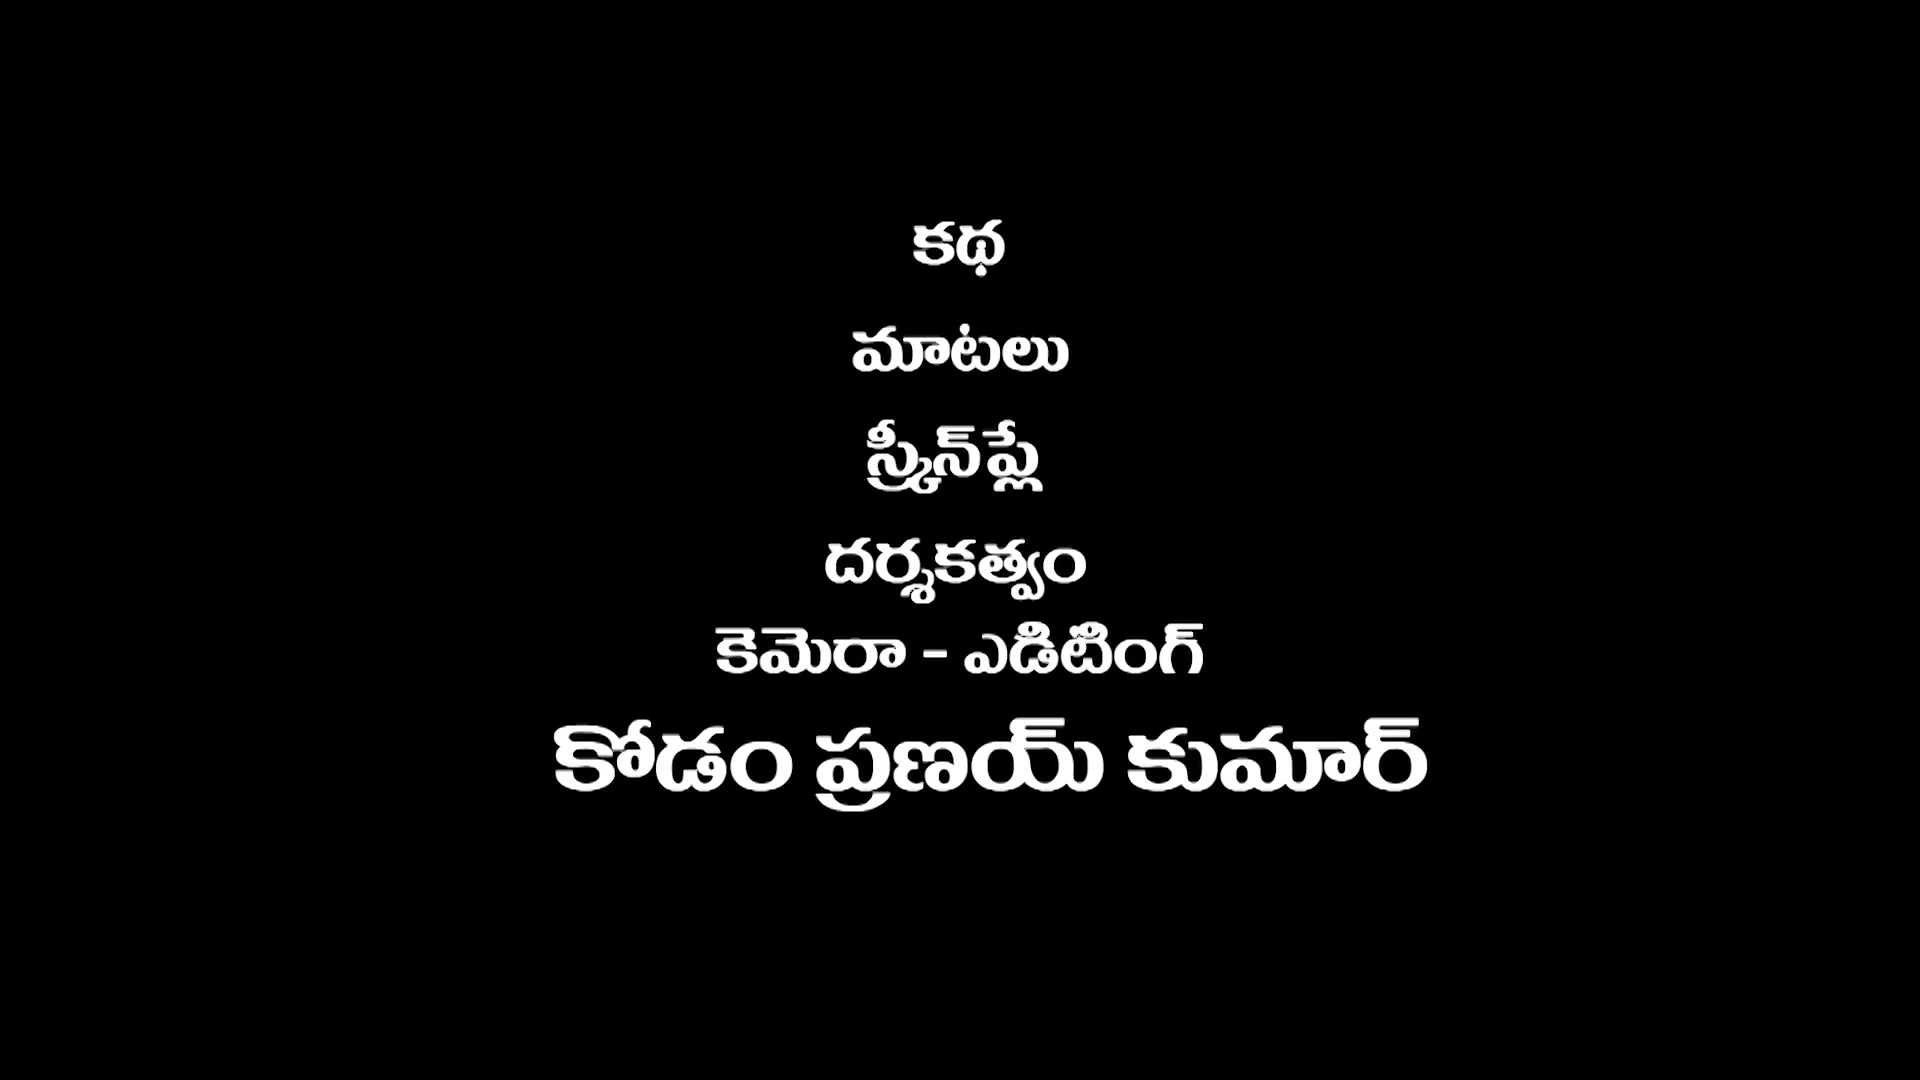 కథ
మాటలు
స్క్రీన్‌ప్లే
దర్శకత్వం
కెమెరా - ఎడిటింగ్
కోడం ప్రణయ్ కుమార్